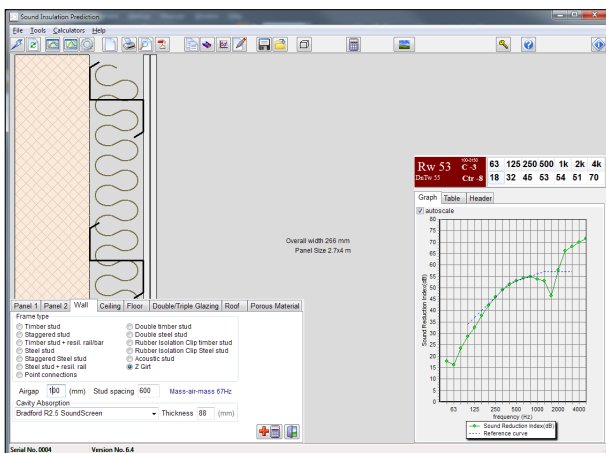 Sound Insulation Prediction
File Tools Calculators Help
Rw 53 100-3150 C -3
DnTw 55 Ctr -8
63 125 250 500 1k 2k 4k
18 32 45 53 54 51 70
Graph Table Header
autoscale
80
75
70
65
60
55
50
45
40
35
30
25
20
15
10
5
0
Sound Reduction Index(dB)
63 125 250 500 1000 2000 4000
frequency (Hz)
Sound Reduction Index(dB)
Reference curve
Overall width 266 mm
Panel Size 2.7x4 m
Panel 1 Panel 2 Wall Ceiling Floor Double/Triple Glazing Roof Porous Material
Frame type
Timber stud Double timber stud
Staggered stud Double steel stud
Timber stud + resil. rail/bar Rubber Isolation Clip timber stud
Steel stud Rubber Isolation Clip Steel stud
Staggered Steel stud Acoustic stud
Steel stud + resil. rail Z Girt
Point connections
Airgap 100 (mm) Stud spacing 600 Mass-air-mass 67Hz
Cavity Absorption
Bradford R2.5 SoundScreen Thickness 88 (mm)
Serial No. 0004 Version No. 6.4